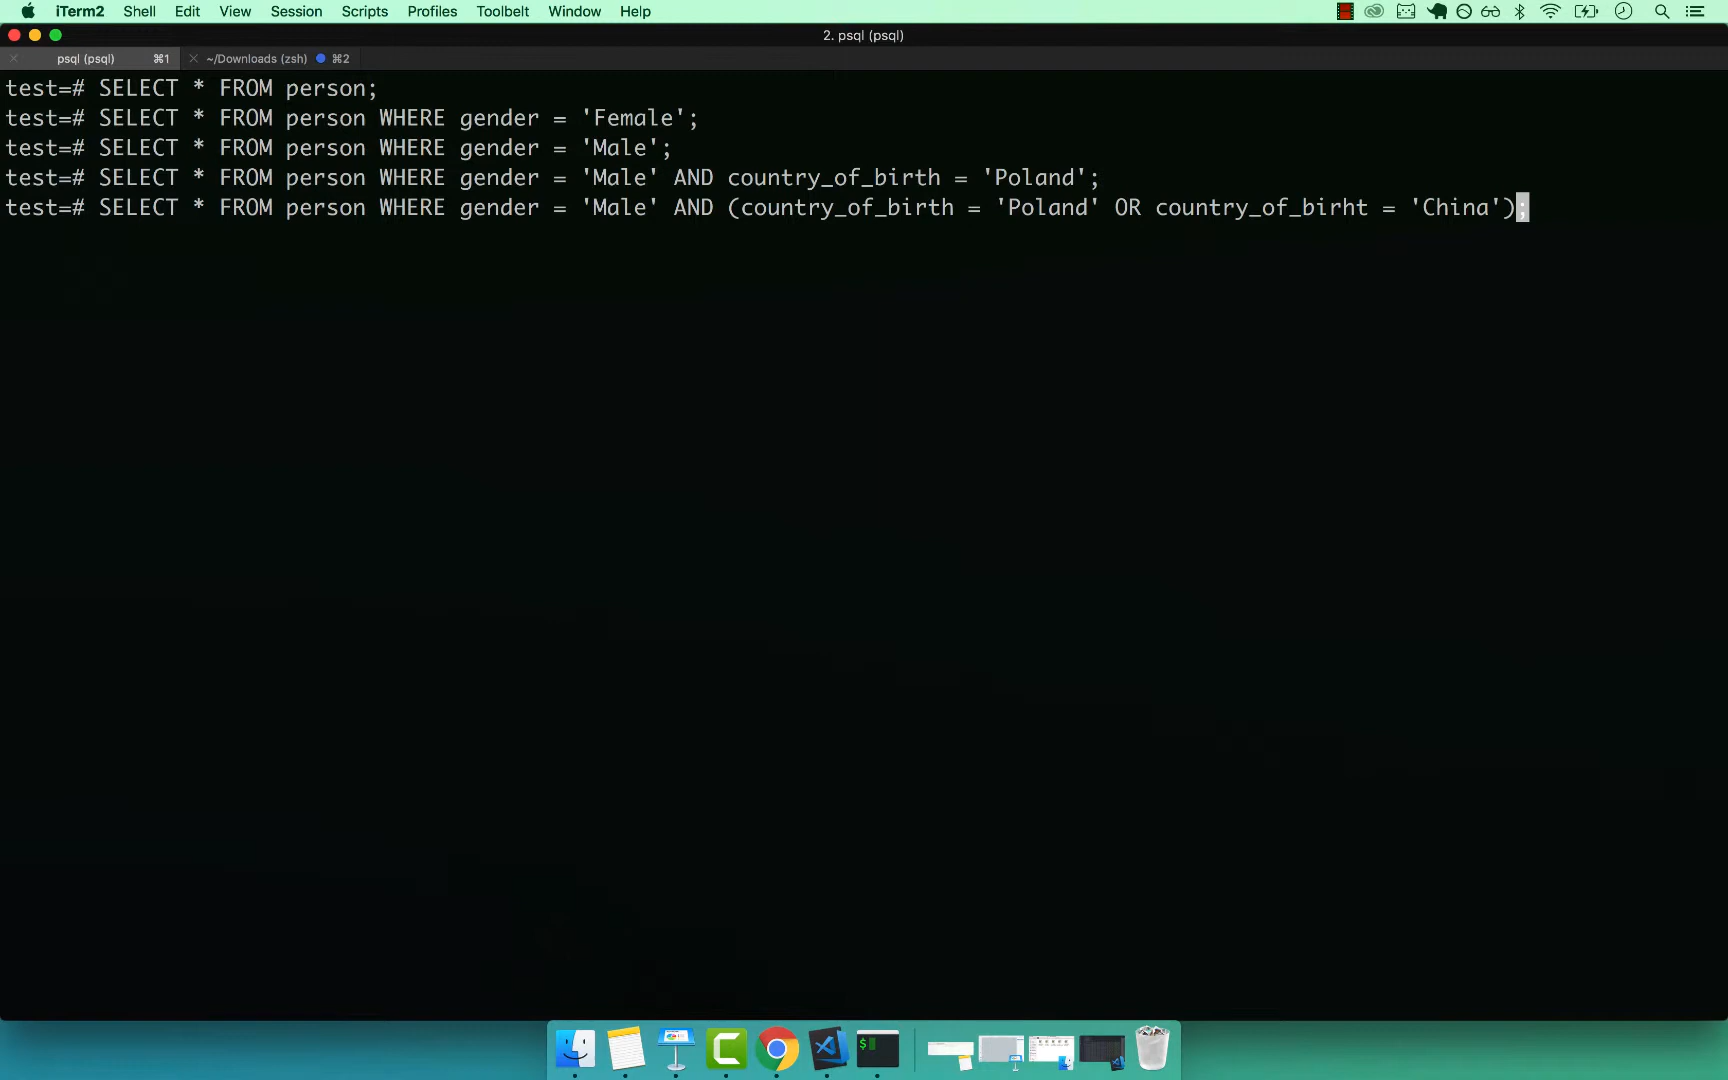 iTerm2 Shell Edit View Session Scripts Profiles Toolbelt Window Help
2. psql (psql)
psql (psql) ⌘1 ~/Downloads (zsh) ⌘2
test=# SELECT * FROM person;
test=# SELECT * FROM person WHERE gender = 'Female';
test=# SELECT * FROM person WHERE gender = 'Male';
test=# SELECT * FROM person WHERE gender = 'Male' AND country_of_birth = 'Poland';
test=# SELECT * FROM person WHERE gender = 'Male' AND (country_of_birth = 'Poland' OR country_of_birht = 'China');